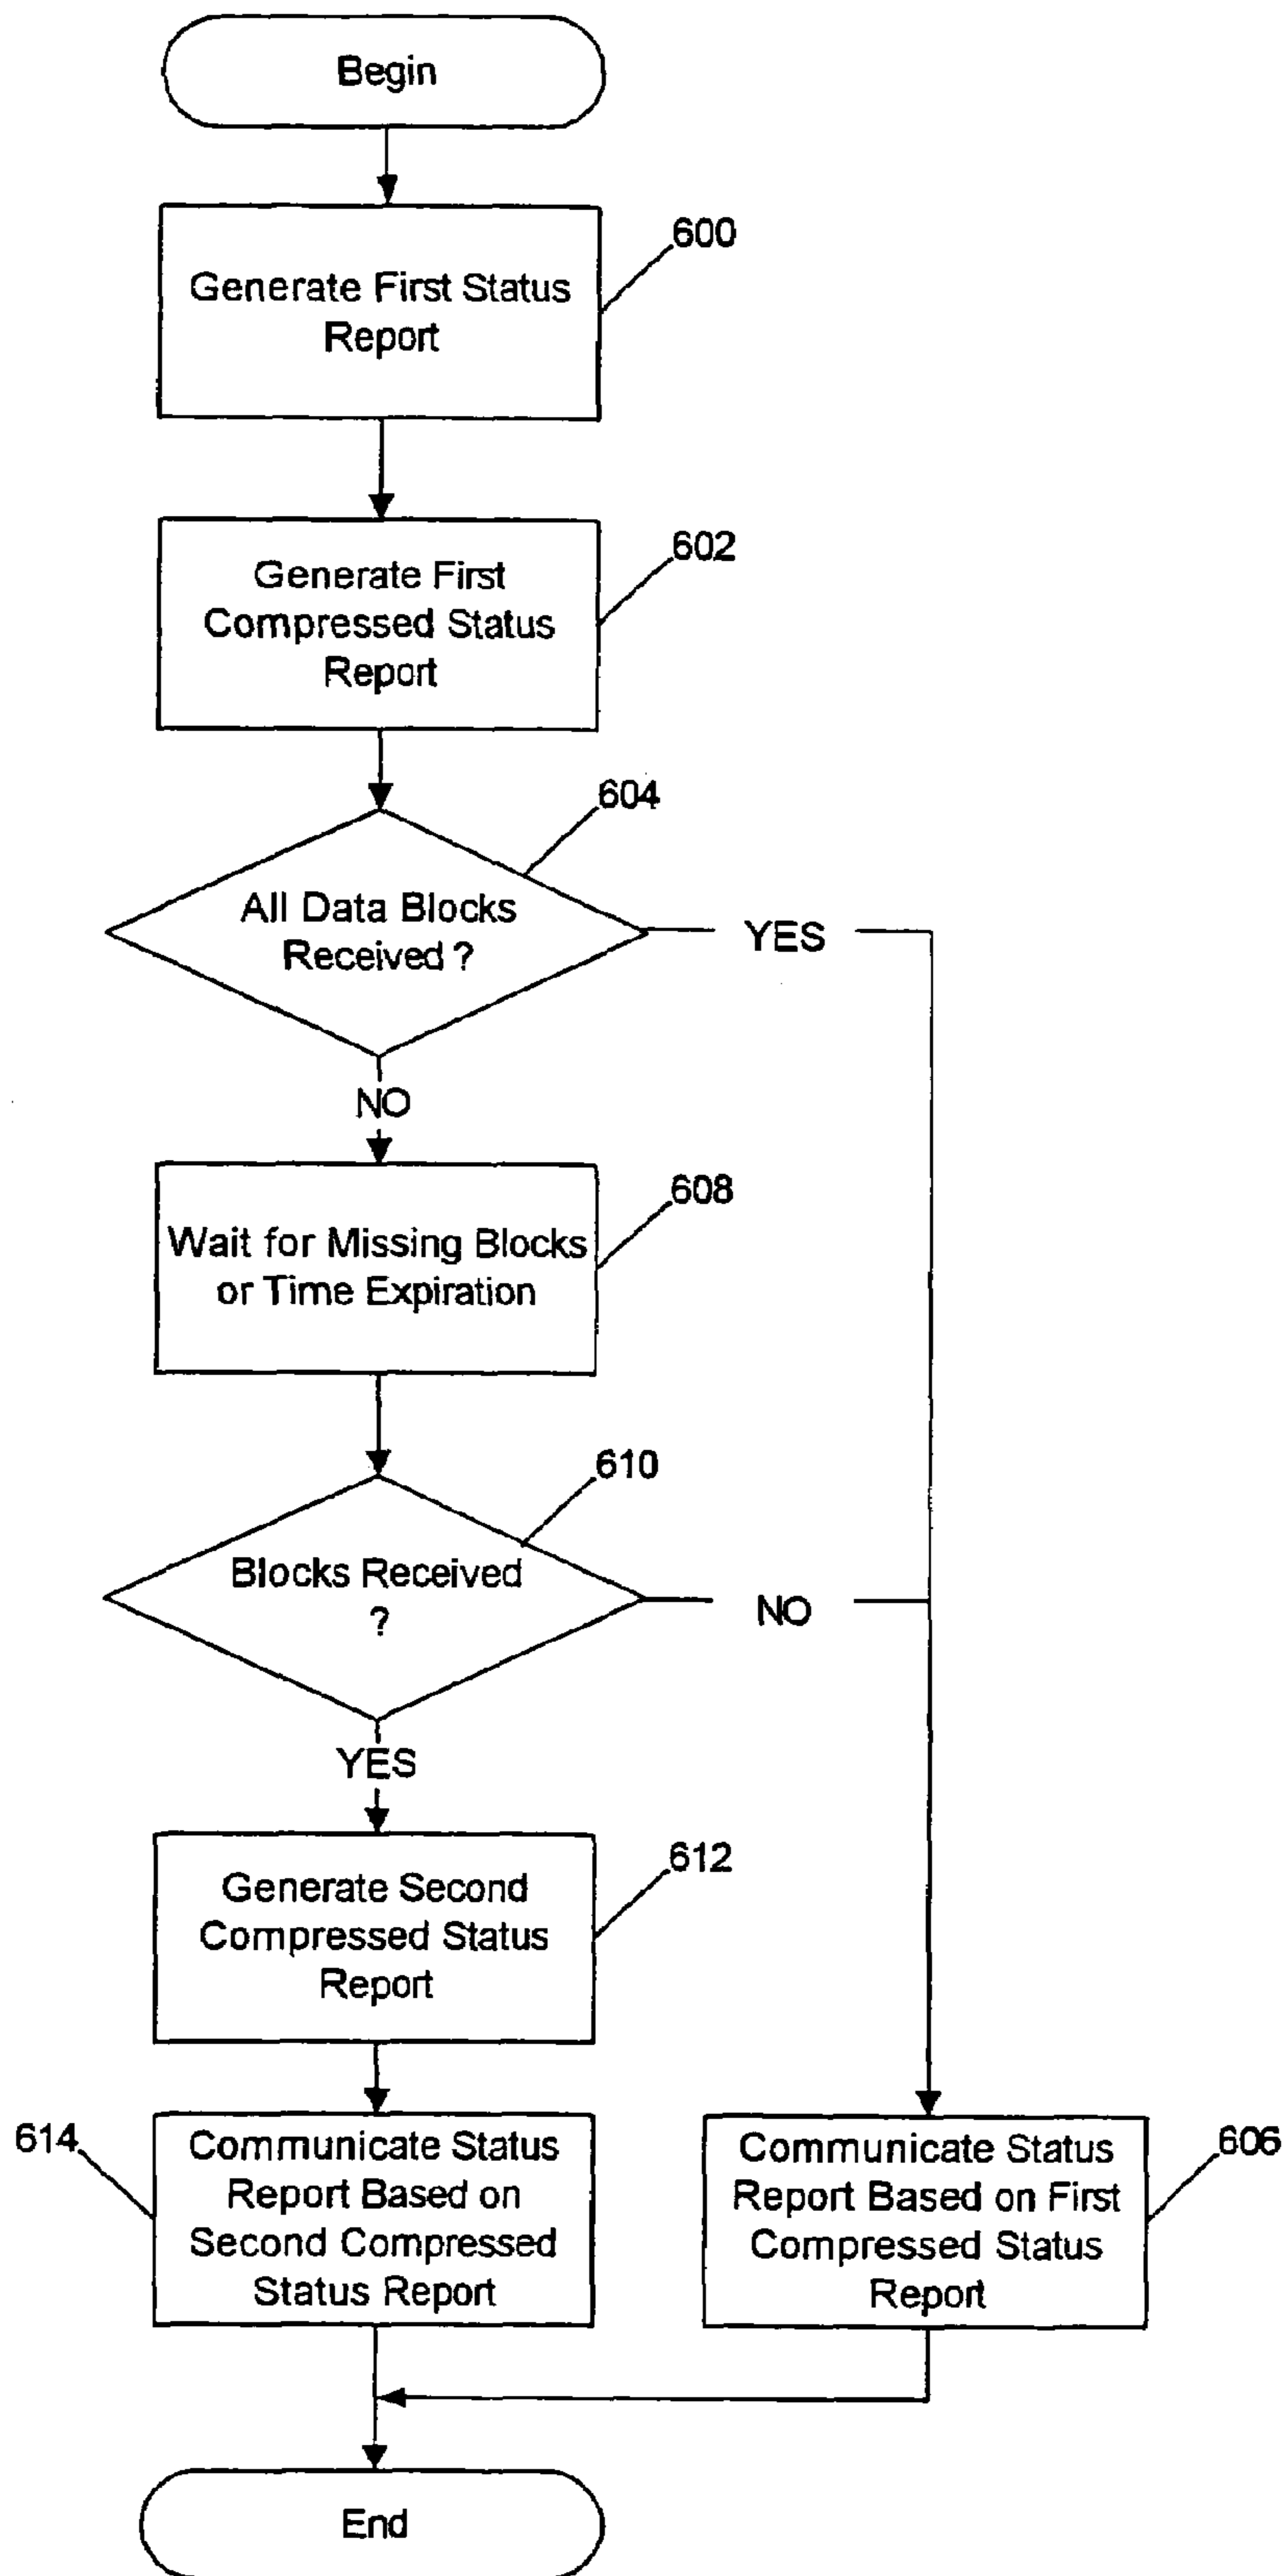 Begin
600
Generate First Status
Report
602
Generate First
Compressed Status
Report
604
All Data Blocks
Received ?
YES
NO
608
Wait for Missing Blocks
or Time Expiration
610
Blocks Received
?
NO
YES
612
Generate Second
Compressed Status
Report
614
Communicate Status
Report Based on
Second Compressed
Status Report
606
Communicate Status
Report Based on First
Compressed Status
Report
End